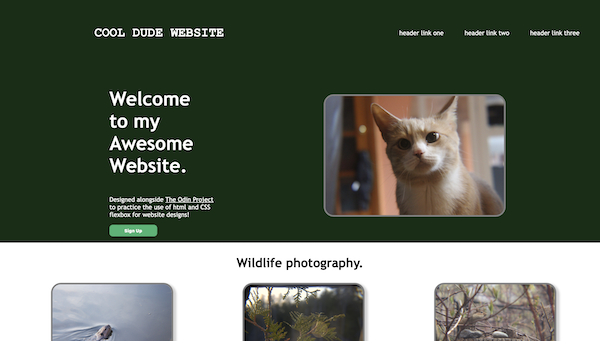 COOL DUDE WEBSITE
header link one header link two header link three
Welcome
to my
Awesome
Website.
Designed alongside The Odin Project
to practice the use of html and CSS
flexbox for website designs!
Sign Up
Wildlife photography.